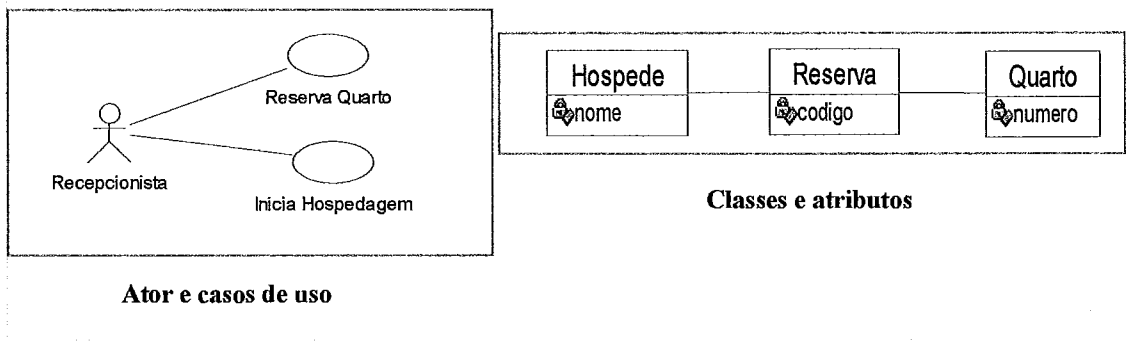 Reserva Quarto
Recepcionista
Inicia Hospedagem
Ator e casos de uso
Hospede
nome
Reserva
codigo
Quarto
numero
Classes e atributos